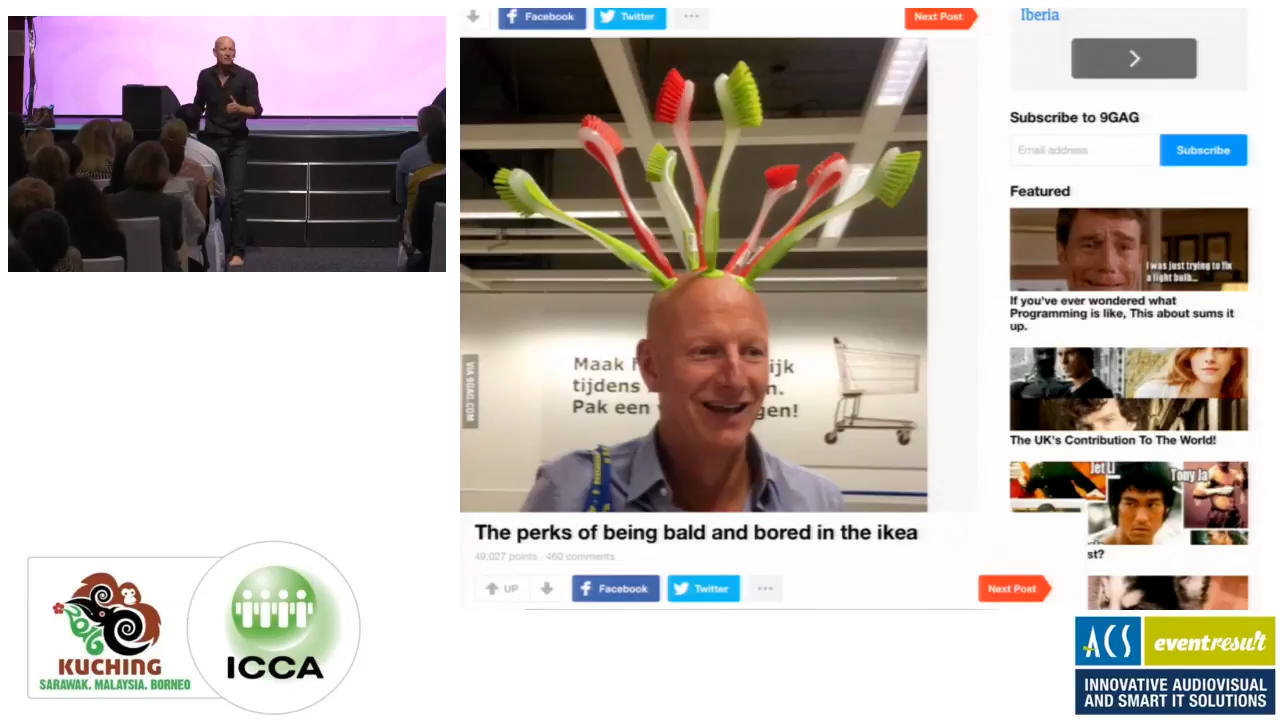 Facebook
Twitter
Next Post
Iberia
Subscribe to 9GAG
Email address
Subscribe
Featured
I was just trying to fix
a light bulb...
If you've ever wondered what
Programming is like, This about sums it
up.
The UK's Contribution To The World!
Jet Li
Tony Ja
st?
Maak ijk
tijdens n.
Pak een gen!
VIA 9GAG.COM
The perks of being bald and bored in the ikea
49,027 points · 460 comments
UP
Facebook
Twitter
Next Post
2016
KUCHING
SARAWAK. MALAYSIA. BORNEO
ICCA
ACS
eventresult
INNOVATIVE AUDIOVISUAL
AND SMART IT SOLUTIONS